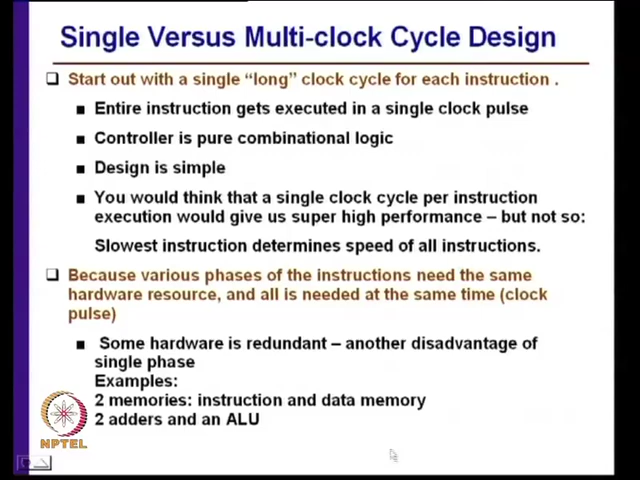 Single Versus Multi-clock Cycle Design
Start out with a single “long” clock cycle for each instruction .
Entire instruction gets executed in a single clock pulse
Controller is pure combinational logic
Design is simple
You would think that a single clock cycle per instruction
execution would give us super high performance – but not so:
Slowest instruction determines speed of all instructions.
Because various phases of the instructions need the same
hardware resource, and all is needed at the same time (clock
pulse)
Some hardware is redundant – another disadvantage of
single phase
Examples:
2 memories: instruction and data memory
2 adders and an ALU
NPTEL